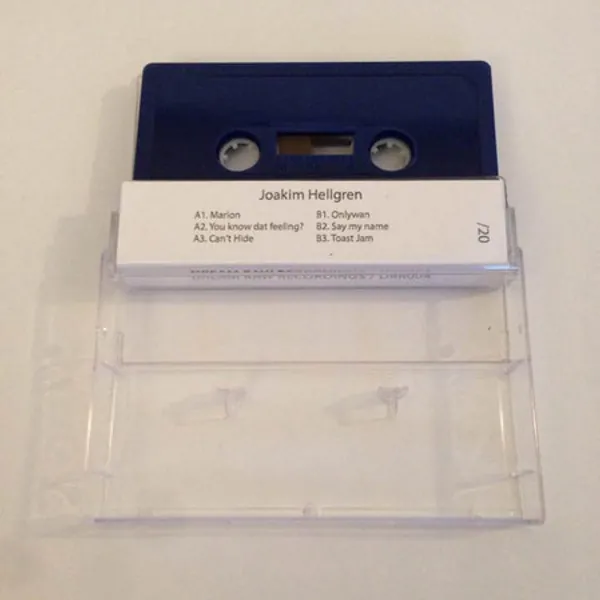 Joakim Hellgren
A1. Marion
A2. You know dat feeling?
A3. Can't Hide
B1. Onlywan
B2. Say my name
B3. Toast Jam
/20